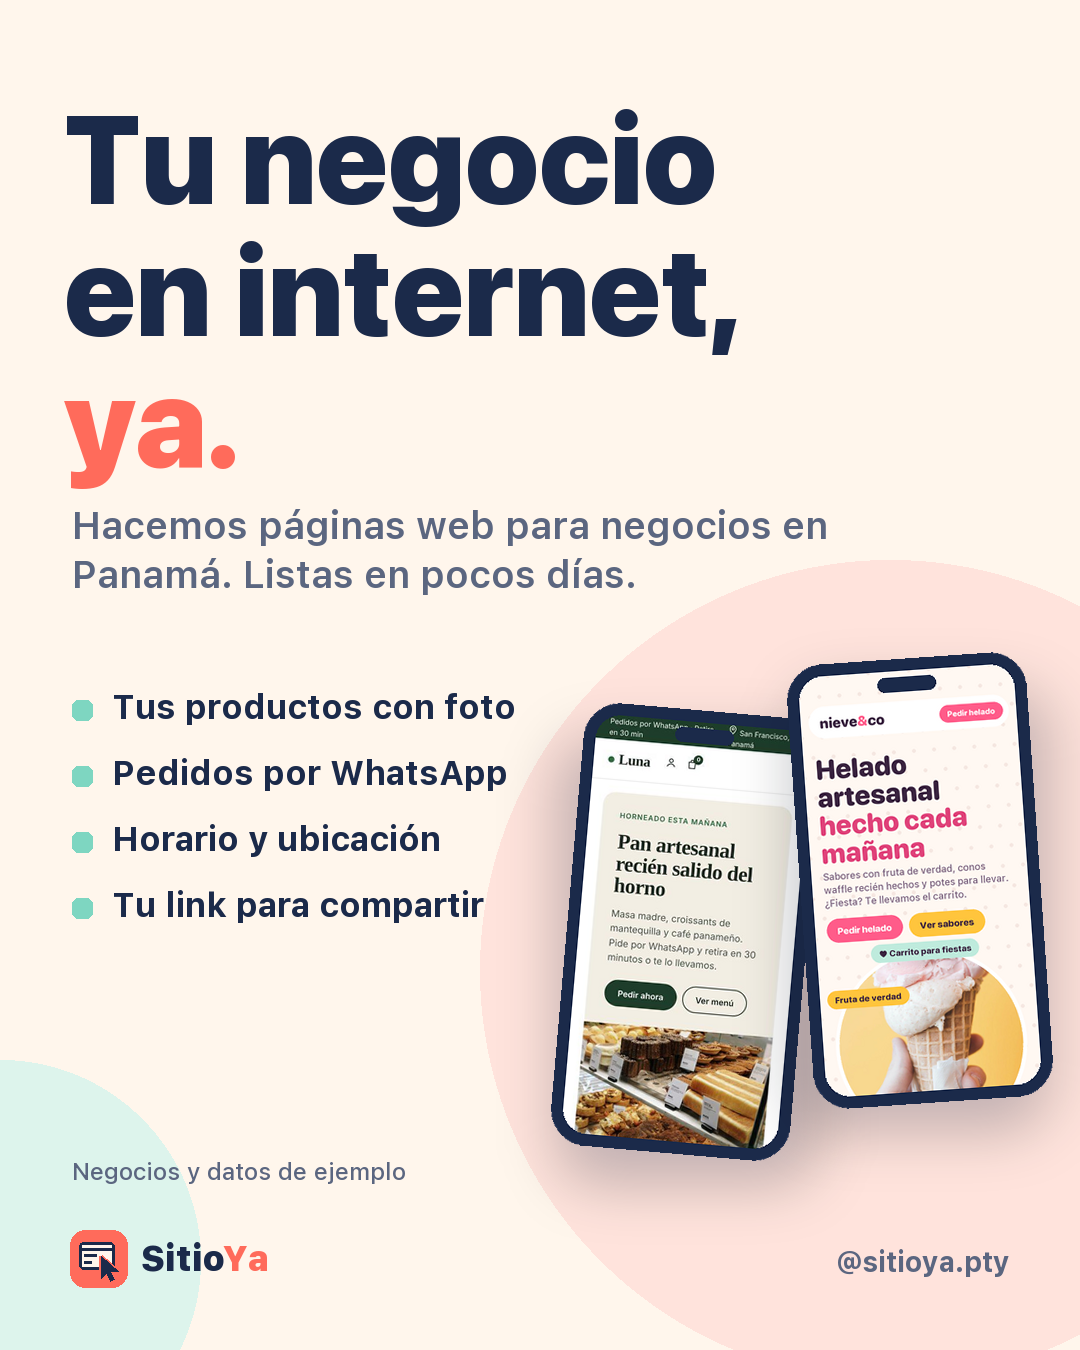 Tu negocio
en internet,
ya.
Hacemos páginas web para negocios en
Panamá. Listas en pocos días.
Tus productos con foto
Pedidos por WhatsApp
Horario y ubicación
Tu link para compartir
Pedidos por WhatsApp
en 30 min
San Francisco,
Luna
0
HORNEADO ESTA MAÑANA
Pan artesanal
recién salido del
horno
Masa madre, croissants de
mantequilla y café panameño.
Pide por WhatsApp y retira en 30
minutos o te lo llevamos.
Pedir ahora
Ver menú
nieve&co
Pedir helado
Helado
artesanal
hecho cada
mañana
Sabores con fruta de verdad, conos
waffle recién hechos y potes para llevar.
¿Fiesta? Te llevamos el carrito.
Pedir helado
Ver sabores
Carrito para fiestas
Fruta de verdad
Negocios y datos de ejemplo
SitioYa
@sitioya.pty